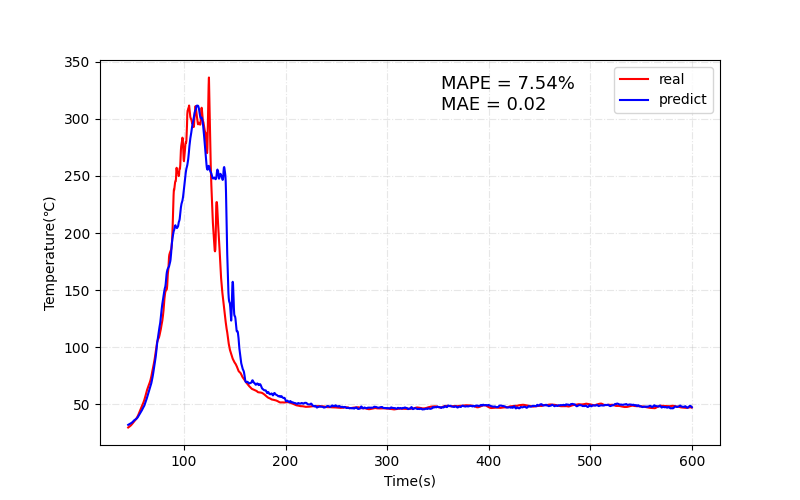 MAPE = 7.54%
MAE = 0.02
real
predict
350
300
250
200
150
100
50
Temperature(℃)
100 200 300 400 500 600
Time(s)